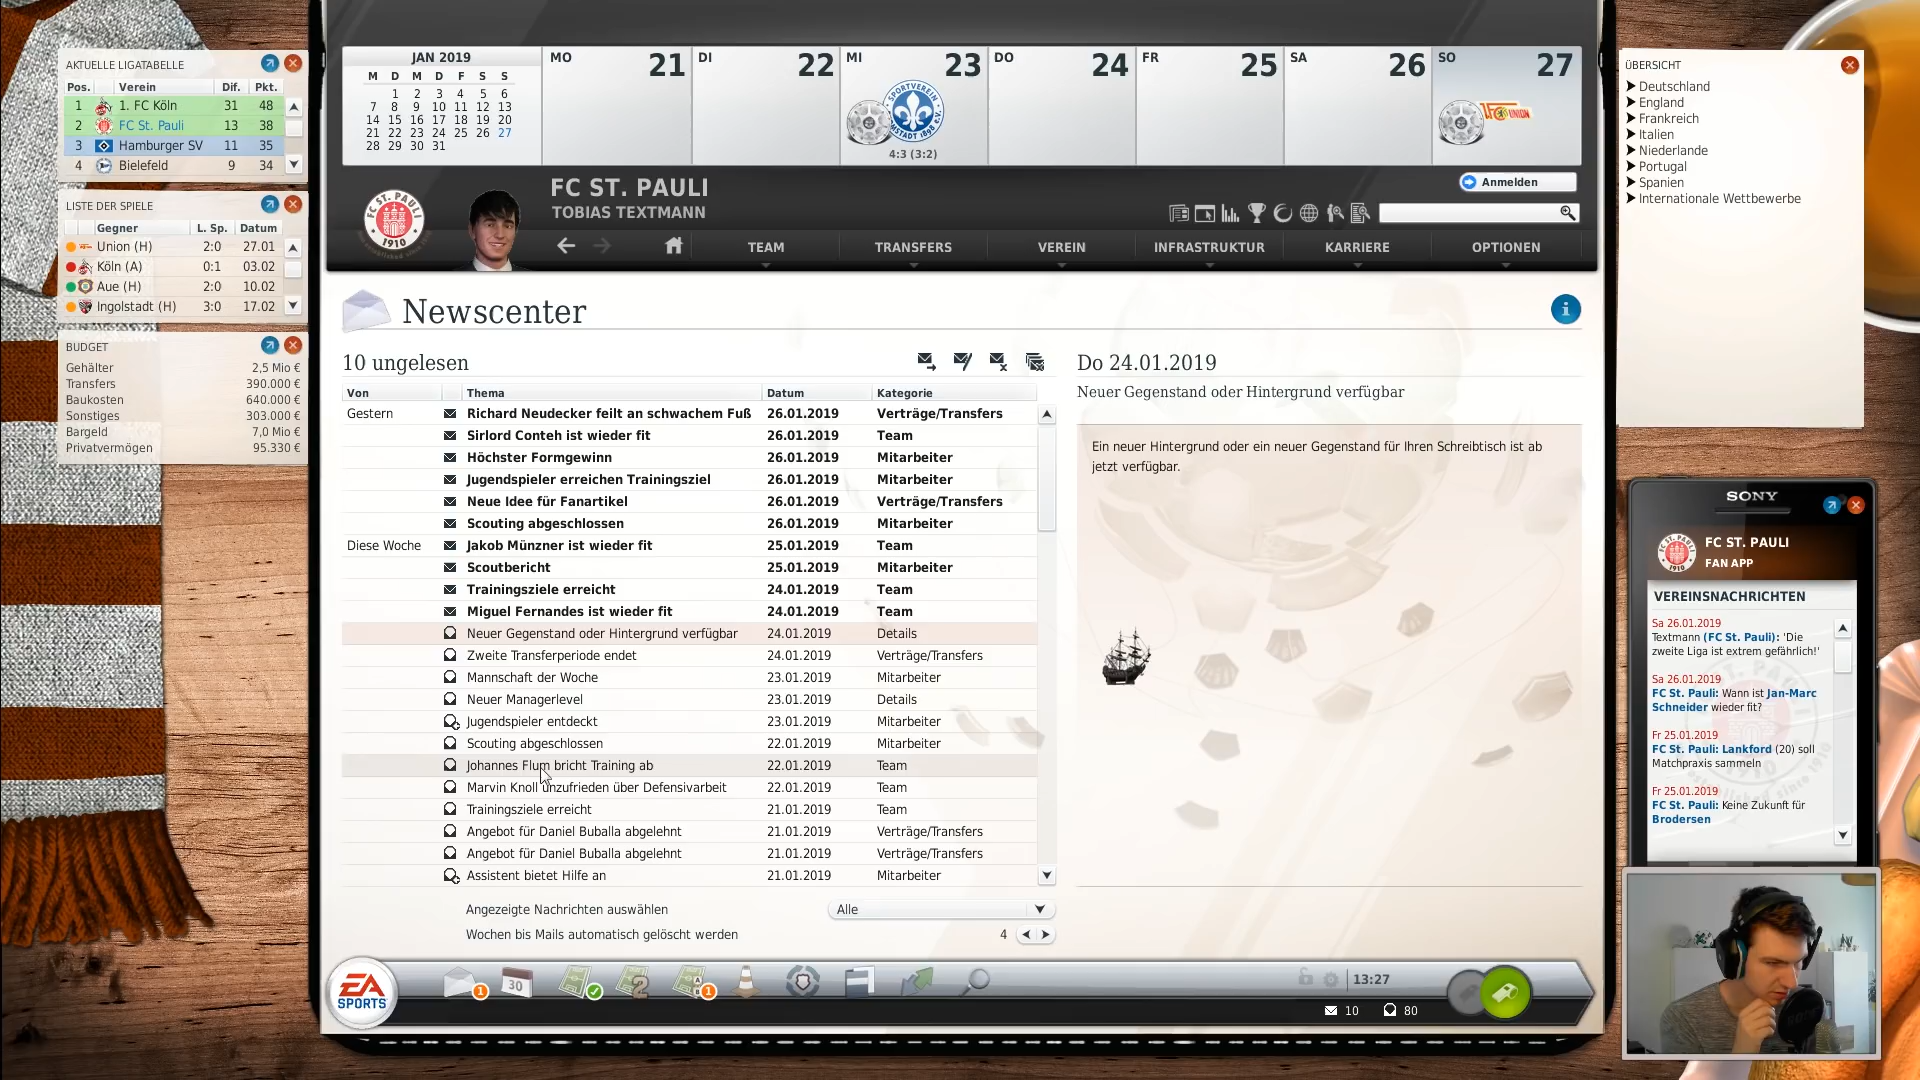 AKTUELLE LIGATABELLE
Pos. Verein Dif. Pkt.
1 1. FC Köln 31 48
2 FC St. Pauli 13 38
3 Hamburger SV 11 35
4 Bielefeld 9 34
LISTE DER SPIELE
Gegner L. Sp. Datum
Union (H) 2:0 27.01
Köln (A) 0:1 03.02
Aue (H) 2:0 10.02
Ingolstadt (H) 3:0 17.02
BUDGET
Gehälter 2,5 Mio €
Transfers 390.000 €
Baukosten 640.000 €
Sonstiges 303.000 €
Bargeld 7,0 Mio €
Privatvermögen 95.330 €
JAN 2019
M D M D F S S
1 2 3 4 5 6
7 8 9 10 11 12 13
14 15 16 17 18 19 20
21 22 23 24 25 26 27
28 29 30 31
MO 21
DI 22
MI 23
4:3 (3:2)
DO 24
FR 25
SA 26
SO 27
FC ST. PAULI
TOBIAS TEXTMANN
Anmelden
TEAM
TRANSFERS
VEREIN
INFRASTRUKTUR
KARRIERE
OPTIONEN
Newscenter
10 ungelesen
Von Thema Datum Kategorie
Gestern Richard Neudecker feilt an schwachem Fuß 26.01.2019 Verträge/Transfers
Sirlord Conteh ist wieder fit 26.01.2019 Team
Höchster Formgewinn 26.01.2019 Mitarbeiter
Jugendspieler erreichen Trainingsziel 26.01.2019 Mitarbeiter
Neue Idee für Fanartikel 26.01.2019 Verträge/Transfers
Scouting abgeschlossen 26.01.2019 Mitarbeiter
Diese Woche Jakob Münzner ist wieder fit 25.01.2019 Team
Scoutbericht 25.01.2019 Mitarbeiter
Trainingsziele erreicht 24.01.2019 Team
Miguel Fernandes ist wieder fit 24.01.2019 Team
Neuer Gegenstand oder Hintergrund verfügbar 24.01.2019 Details
Zweite Transferperiode endet 24.01.2019 Verträge/Transfers
Mannschaft der Woche 23.01.2019 Mitarbeiter
Neuer Managerlevel 23.01.2019 Details
Jugendspieler entdeckt 23.01.2019 Mitarbeiter
Scouting abgeschlossen 22.01.2019 Mitarbeiter
Johannes Flum bricht Training ab 22.01.2019 Team
Marvin Knoll unzufrieden über Defensivarbeit 22.01.2019 Team
Trainingsziele erreicht 21.01.2019 Team
Angebot für Daniel Buballa abgelehnt 21.01.2019 Verträge/Transfers
Angebot für Daniel Buballa abgelehnt 21.01.2019 Verträge/Transfers
Assistent bietet Hilfe an 21.01.2019 Mitarbeiter
Angezeigte Nachrichten auswählen Alle
Wochen bis Mails automatisch gelöscht werden 4
Do 24.01.2019
Neuer Gegenstand oder Hintergrund verfügbar
Ein neuer Hintergrund oder ein neuer Gegenstand für Ihren Schreibtisch ist ab
jetzt verfügbar.
EA
SPORTS
1
30
2
1
13:27
10 80
ÜBERSICHT
Deutschland
England
Frankreich
Italien
Niederlande
Portugal
Spanien
Internationale Wettbewerbe
SONY
FC ST. PAULI
FAN APP
VEREINSNACHRICHTEN
Sa 26.01.2019
Textmann (FC St. Pauli): 'Die
zweite Liga ist extrem gefährlich!'
Sa 26.01.2019
FC St. Pauli: Wann ist Jan-Marc
Schneider wieder fit?
Fr 25.01.2019
FC St. Pauli: Lankford (20) soll
Matchpraxis sammeln
Fr 25.01.2019
FC St. Pauli: Keine Zukunft für
Brodersen